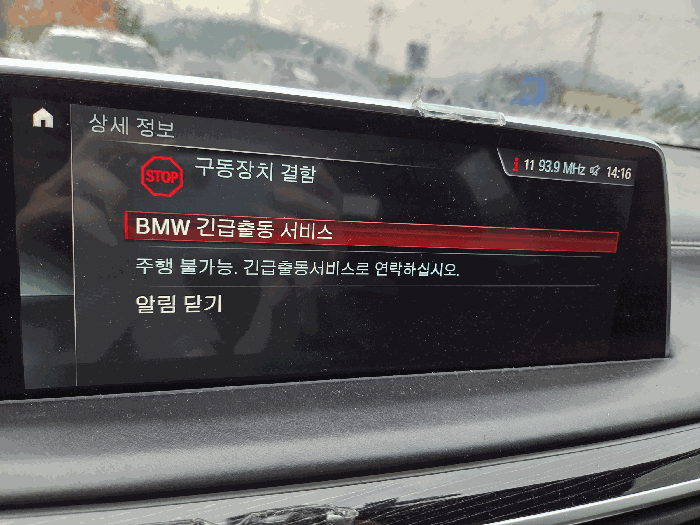 상세 정보
11 93.9 MHz 14:16
STOP 구동장치 결함
BMW 긴급출동 서비스
주행 불가능. 긴급출동서비스로 연락하십시오.
알림 닫기